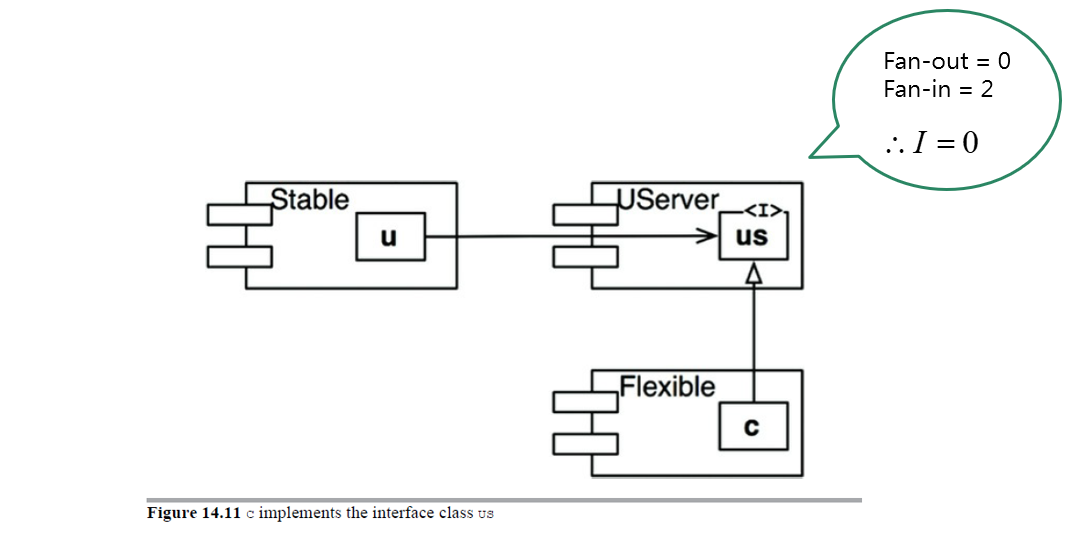 Fan-out = 0
Fan-in = 2
∴ I = 0
Stable
u
UServer
<I>
us
Flexible
c
Figure 14.11 c implements the interface class us